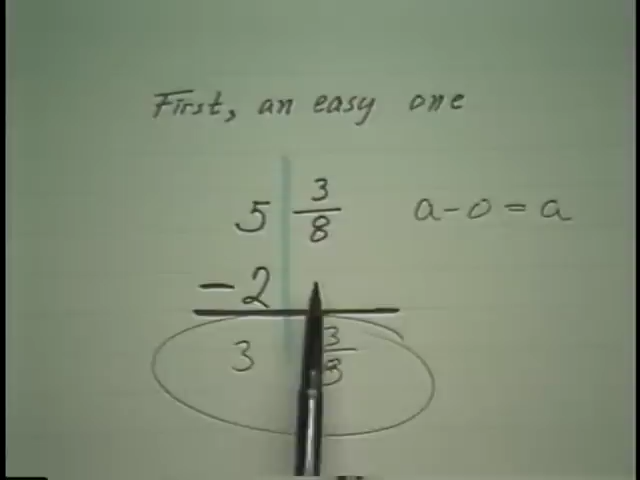 First, an easy one
5 3/8 a - 0 = a
- 2
3 3/8